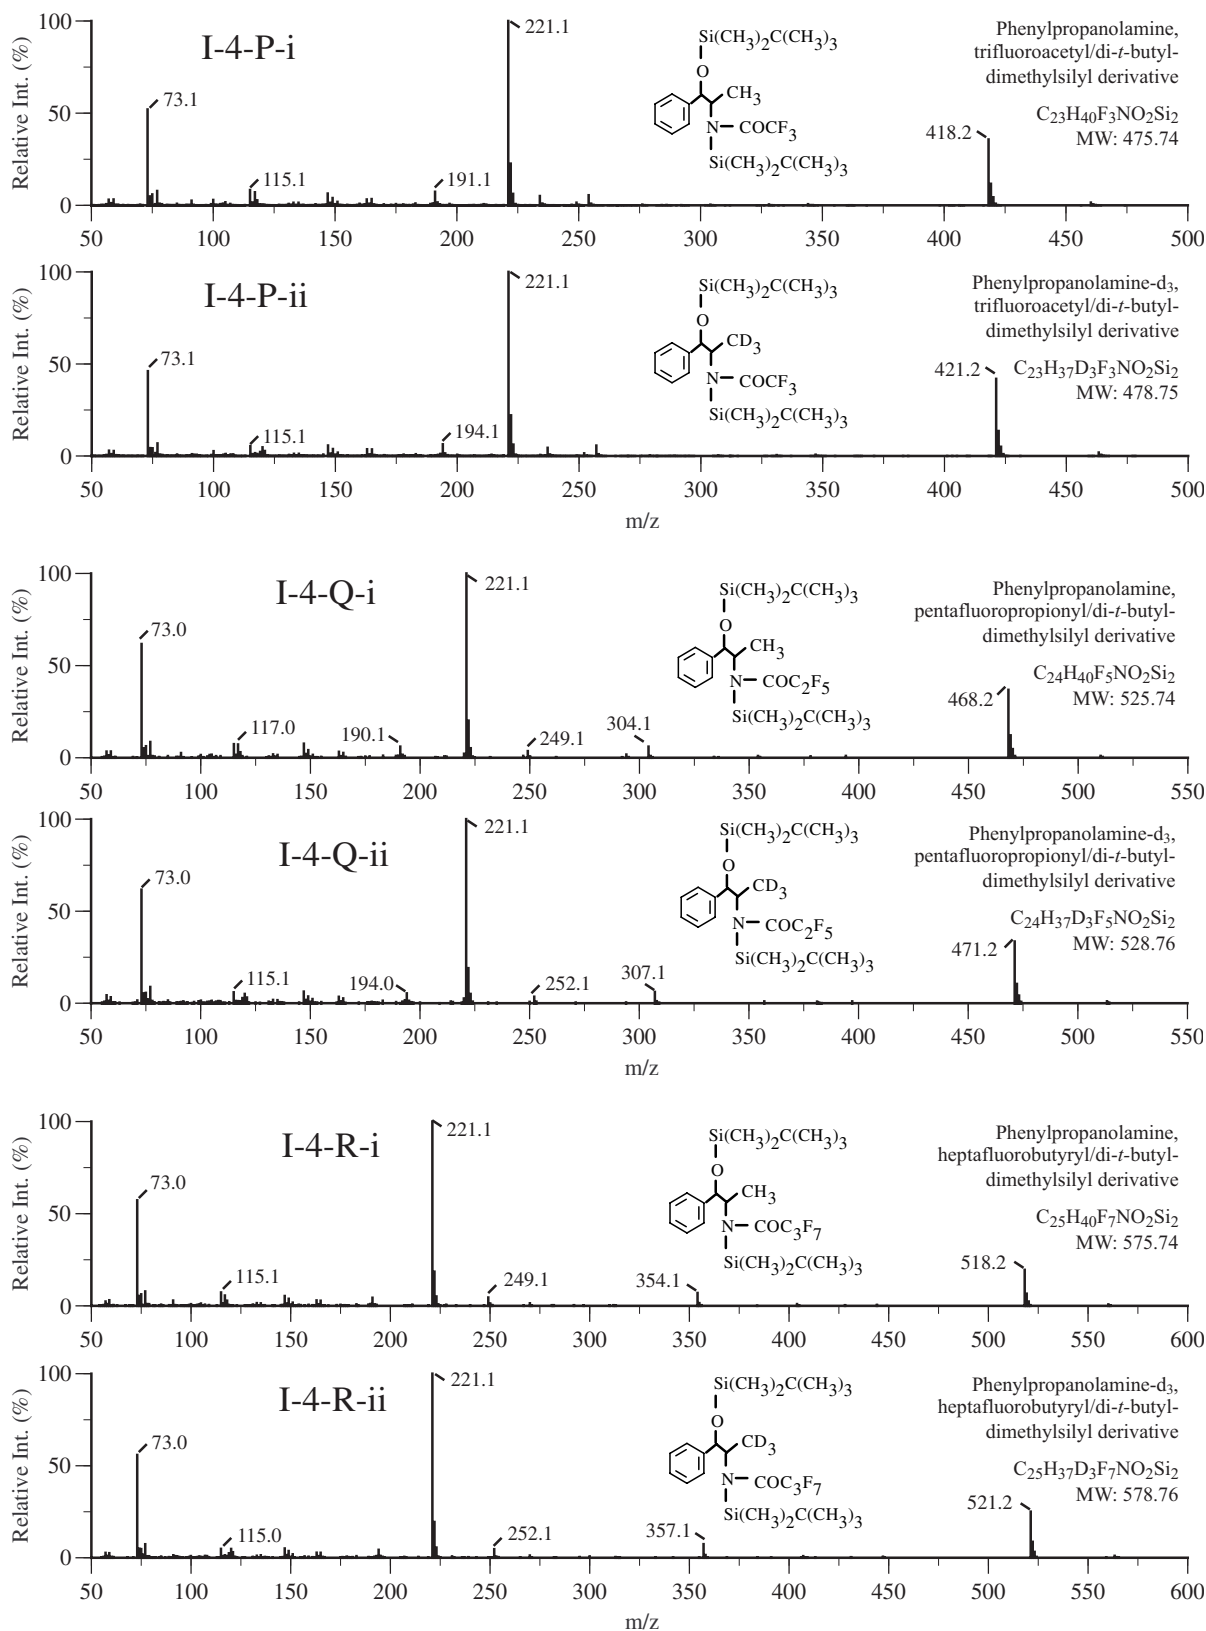 Relative Int. (%)
100
50
0
I-4-P-i
73.1
115.1
191.1
221.1
418.2
Si(CH3)2C(CH3)3
O
CH3
N COCF3
Si(CH3)2C(CH3)3
Phenylpropanolamine,
trifluoroacetyl/di-t-butyl-
dimethylsilyl derivative
C23H40F3NO2Si2
MW: 475.74
50 100 150 200 250 300 350 400 450 500
Relative Int. (%)
100
50
0
I-4-P-ii
73.1
115.1
194.1
221.1
421.2
Si(CH3)2C(CH3)3
O
CD3
N COCF3
Si(CH3)2C(CH3)3
Phenylpropanolamine-d3,
trifluoroacetyl/di-t-butyl-
dimethylsilyl derivative
C23H37D3F3NO2Si2
MW: 478.75
50 100 150 200 250 300 350 400 450 500
m/z
Relative Int. (%)
100
50
0
I-4-Q-i
73.0
117.0
190.1
221.1
249.1
304.1
468.2
Si(CH3)2C(CH3)3
O
CH3
N COC2F5
Si(CH3)2C(CH3)3
Phenylpropanolamine,
pentafluoropropionyl/di-t-butyl-
dimethylsilyl derivative
C24H40F5NO2Si2
MW: 525.74
50 100 150 200 250 300 350 400 450 500 550
Relative Int. (%)
100
50
0
I-4-Q-ii
73.0
115.1
194.0
221.1
252.1
307.1
471.2
Si(CH3)2C(CH3)3
O
CD3
N COC2F5
Si(CH3)2C(CH3)3
Phenylpropanolamine-d3,
pentafluoropropionyl/di-t-butyl-
dimethylsilyl derivative
C24H37D3F5NO2Si2
MW: 528.76
50 100 150 200 250 300 350 400 450 500 550
m/z
Relative Int. (%)
100
50
0
I-4-R-i
73.0
115.1
221.1
249.1
354.1
518.2
Si(CH3)2C(CH3)3
O
CH3
N COC3F7
Si(CH3)2C(CH3)3
Phenylpropanolamine,
heptafluorobutyryl/di-t-butyl-
dimethylsilyl derivative
C25H40F7NO2Si2
MW: 575.74
50 100 150 200 250 300 350 400 450 500 550 600
Relative Int. (%)
100
50
0
I-4-R-ii
73.0
115.0
221.1
252.1
357.1
521.2
Si(CH3)2C(CH3)3
O
CD3
N COC3F7
Si(CH3)2C(CH3)3
Phenylpropanolamine-d3,
heptafluorobutyryl/di-t-butyl-
dimethylsilyl derivative
C25H37D3F7NO2Si2
MW: 578.76
50 100 150 200 250 300 350 400 450 500 550 600
m/z